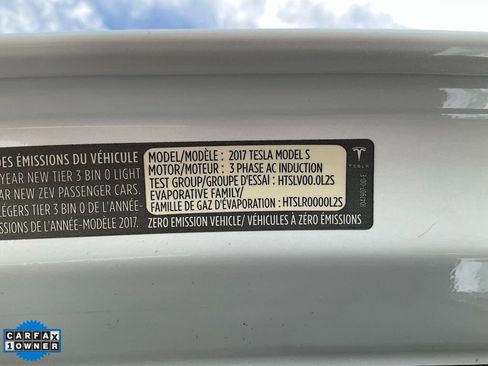 DES ÉMISSIONS DU VÉHICULE
YEAR NEW TIER 3 BIN 0 LIGHT
AR NEW ZEV PASSENGER CARS.
LÉGERS TIER 3 BIN 0 DE L'ANNÉE-
MISSIONS DE L'ANNÉE-MODÈLE 2017.
MODEL/MODÈLE : 2017 TESLA MODEL S
MOTOR/MOTEUR : 3 PHASE AC INDUCTION
TEST GROUP/GROUPE D'ESSAI : HTSLV00.0L2S
EVAPORATIVE FAMILY/
FAMILLE DE GAZ D'ÉVAPORATION : HTSLR0000L2S
ZERO EMISSION VEHICLE/ VÉHICULES À ZÉRO ÉMISSIONS
TESLA
CARFAX
1 OWNER